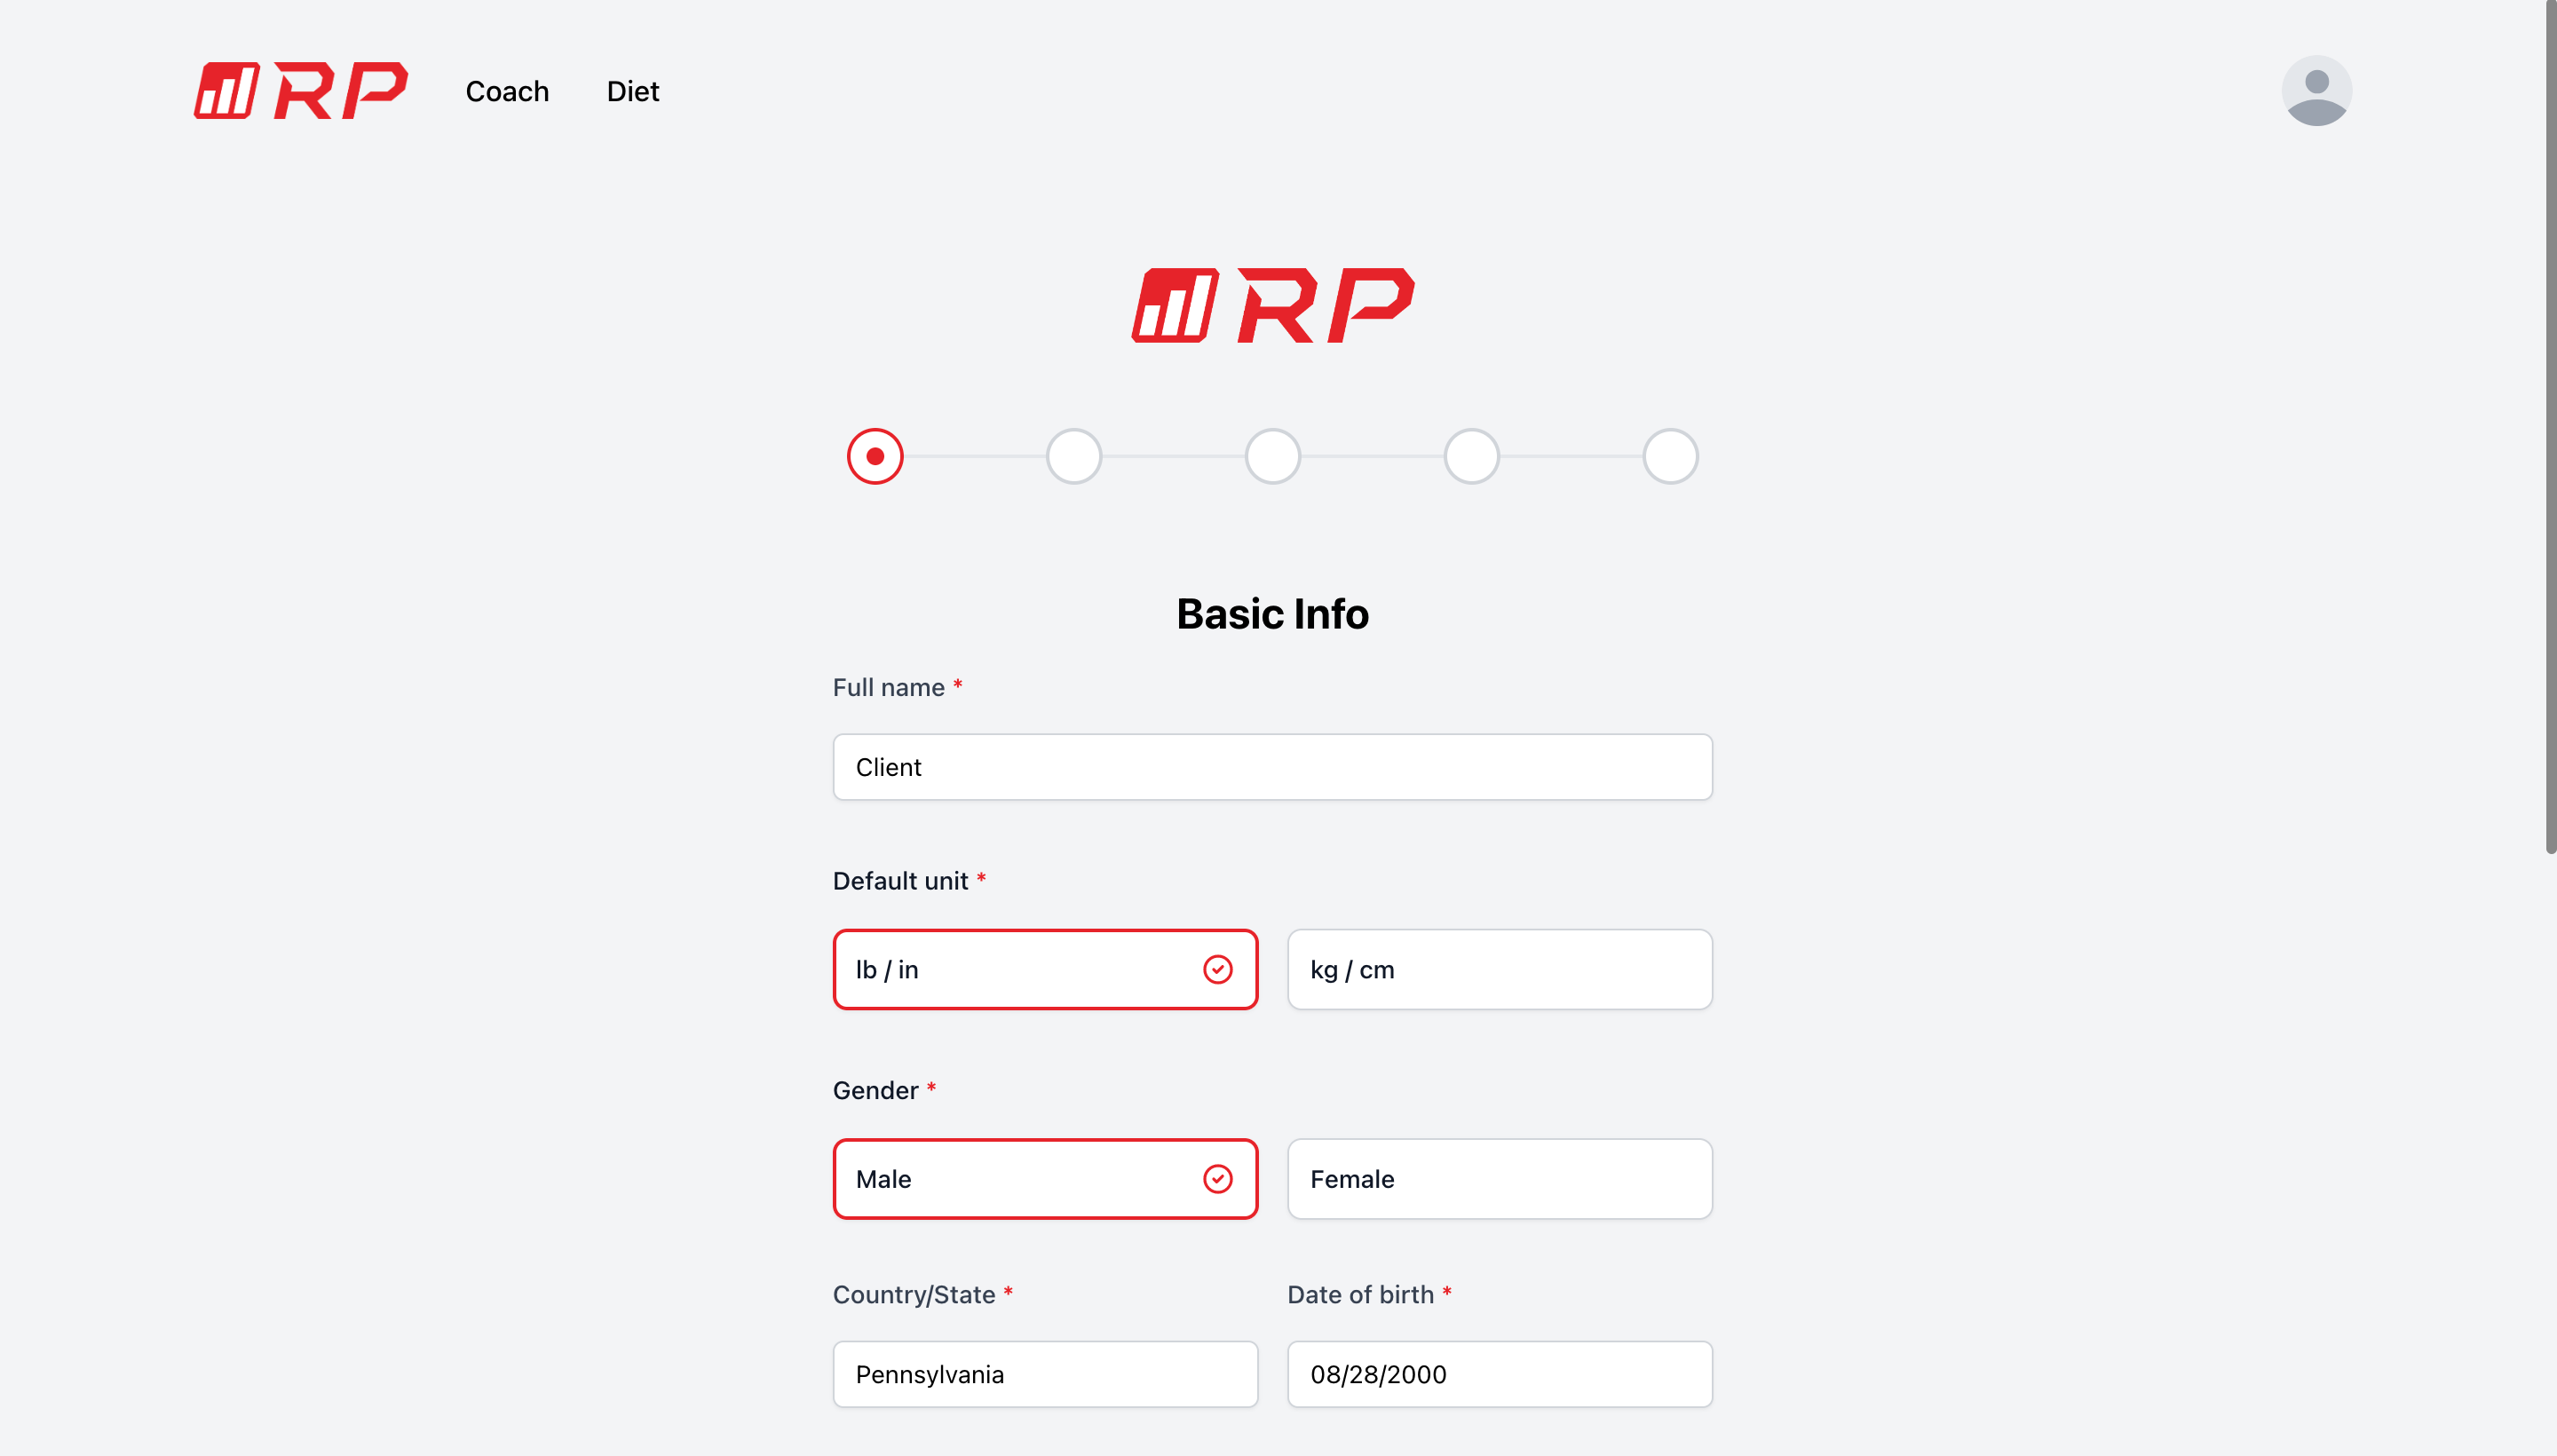 RP Coach Diet
RP
Basic Info
Full name *
Client
Default unit *
lb / in kg / cm
Gender *
Male Female
Country/State * Date of birth *
Pennsylvania 08/28/2000